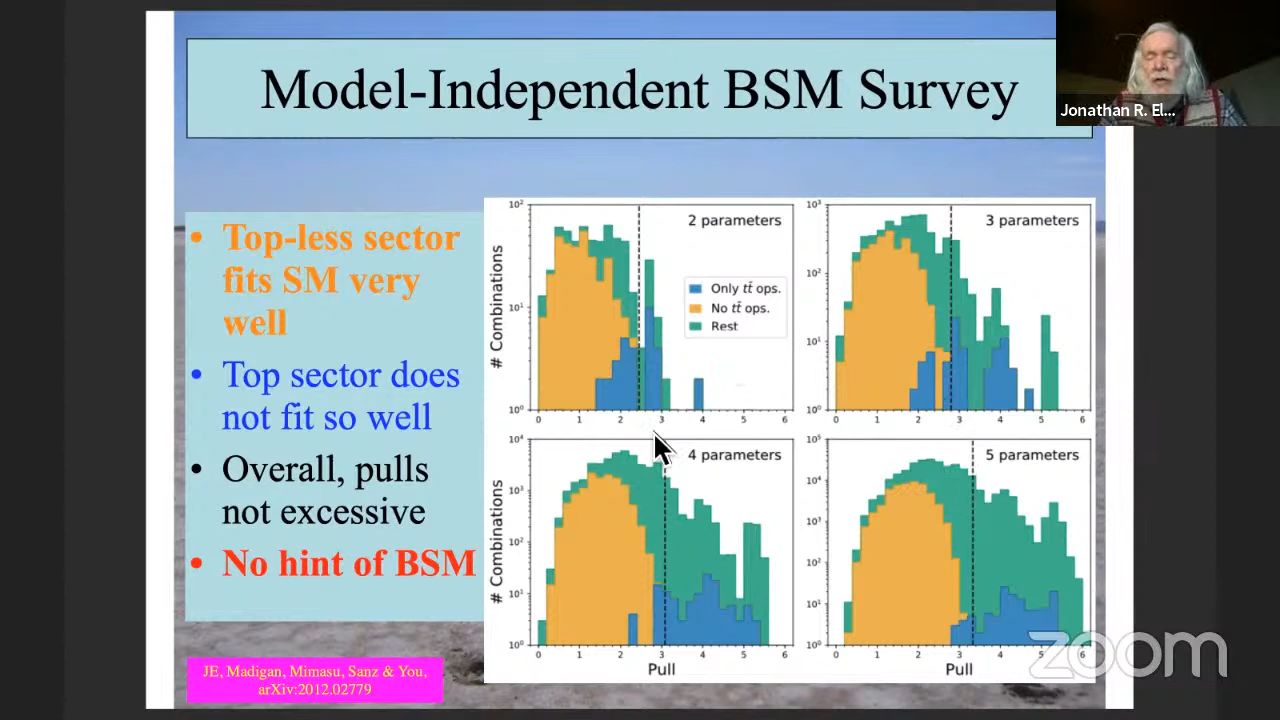 Model-Independent BSM Survey
Jonathan R. El...
• Top-less sector
fits SM very
well
• Top sector does
not fit so well
• Overall, pulls
not excessive
• No hint of BSM
JE, Madigan, Mimasu, Sanz & You,
arXiv:2012.02779
2 parameters
# Combinations
10² 10¹ 10⁰
Only tt̄ ops.
No tt̄ ops.
Rest
0 1 2 3 4 5 6
3 parameters
10³ 10² 10¹ 10⁰
0 1 2 3 4 5 6
4 parameters
# Combinations
10⁴ 10³ 10² 10¹ 10⁰
0 1 2 3 4 5 6
Pull
5 parameters
10⁵ 10⁴ 10³ 10² 10¹ 10⁰
0 1 2 3 4 5 6
Pull
zoom